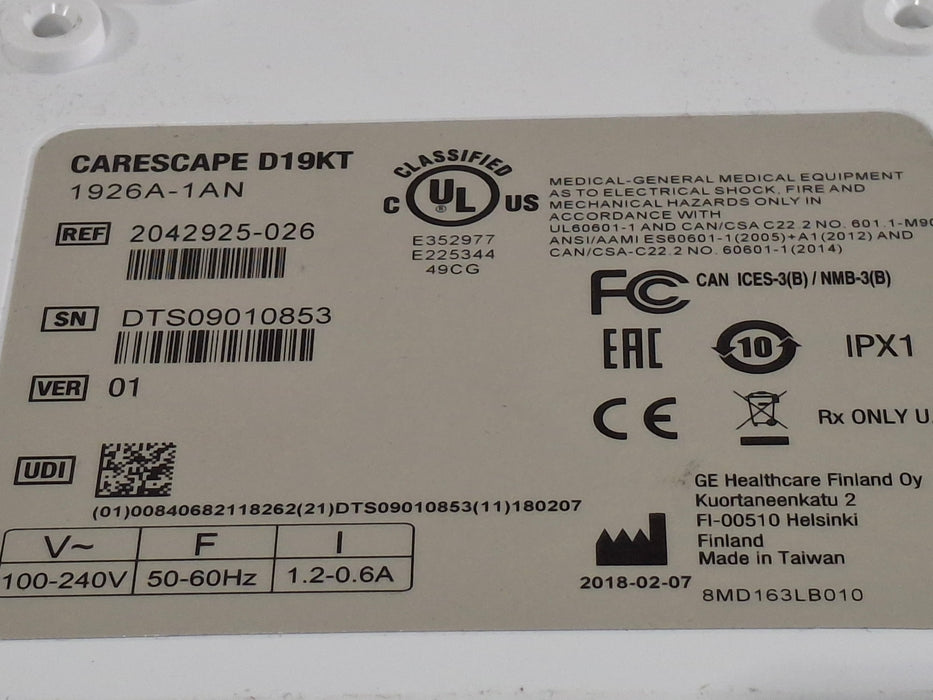 CARESCAPE D19KT
1926A-1AN
REF 2042925-026
SN DTS09010853
VER 01
UDI
(01)00840682118262(21)DTS09010853(11)180207
V~ F I
100-240V 50-60Hz 1.2-0.6A
CLASSIFIED
C UL® US
E352977
E225344
49CG
MEDICAL-GENERAL MEDICAL EQUIPMENT
AS TO ELECTRICAL SHOCK, FIRE AND
MECHANICAL HAZARDS ONLY IN
ACCORDANCE WITH
UL60601-1 AND CAN/CSA C22.2 NO. 601.1-M90
ANSI/AAMI ES60601-1(2005)+A1(2012) AND
CAN/CSA-C22.2 NO. 60601-1(2014)
FC CAN ICES-3(B) / NMB-3(B)
EAC 10 IPX1
CE Rx ONLY U.
GE Healthcare Finland Oy
Kuortaneenkatu 2
FI-00510 Helsinki
Finland
Made in Taiwan
2018-02-07
8MD163LB010